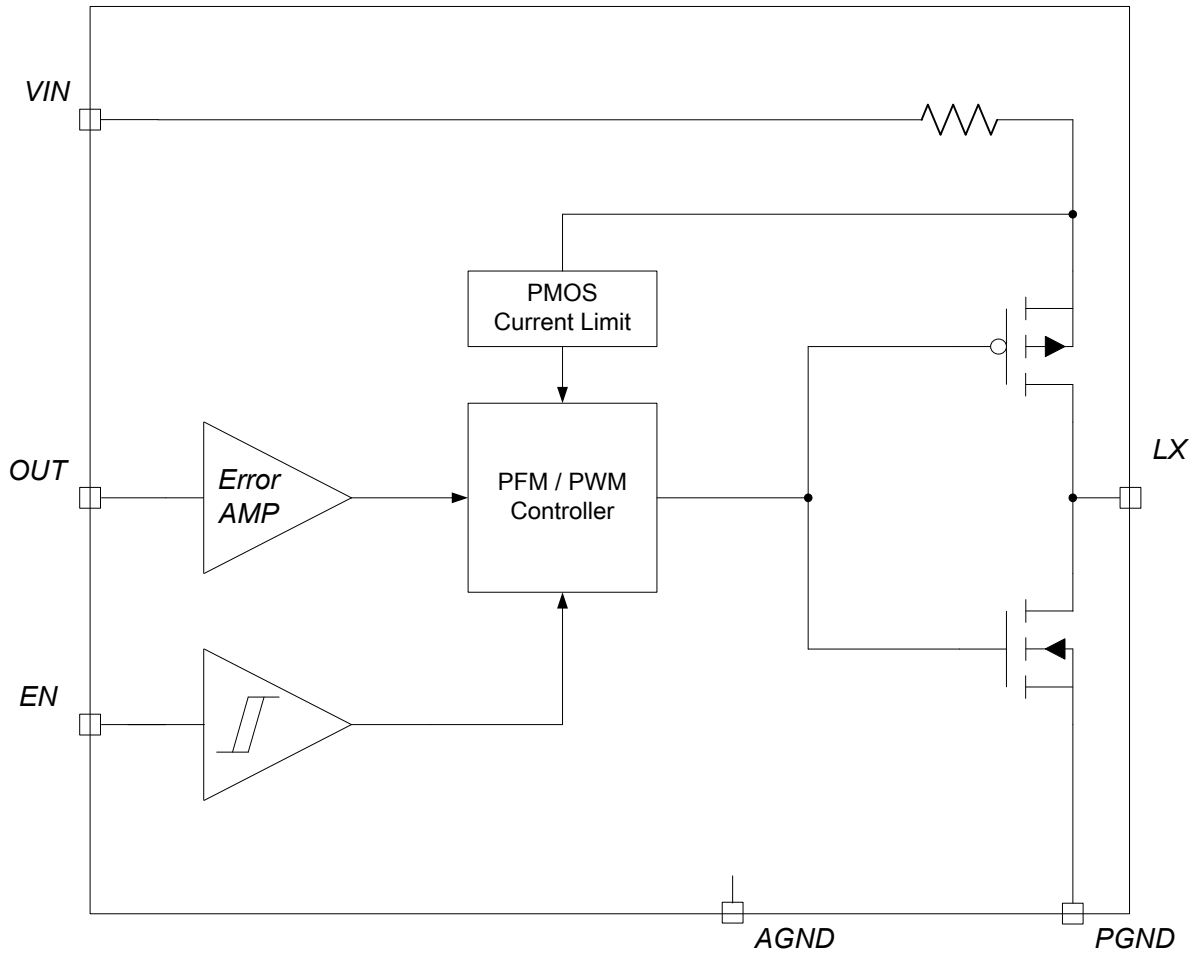 VIN
PMOS
Current Limit
OUT
Error
AMP
PFM / PWM
Controller
LX
EN
AGND
PGND